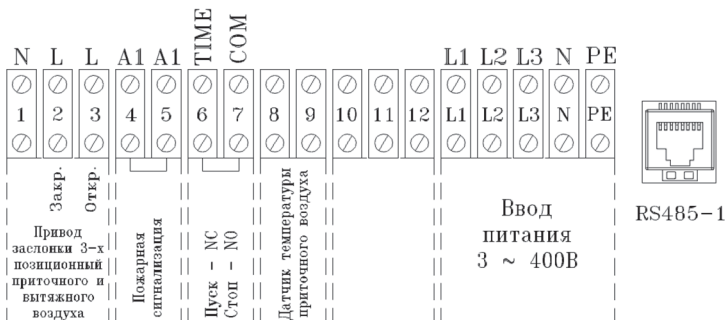 N L L A1 A1 TIME COM L1 L2 L3 N PE
1 2 3 4 5 6 7 8 9 10 11 12 L1 L2 L3 N PE
Закр.
Откр.
Привод
заслонки 3-х
позиционный
приточного и
вытяжного
воздуха
Пожарная
сигнализация
Пуск - NC
Стоп - NO
Датчик температуры
приточного воздуха
Ввод
питания
3 ~ 400В
RS485-1